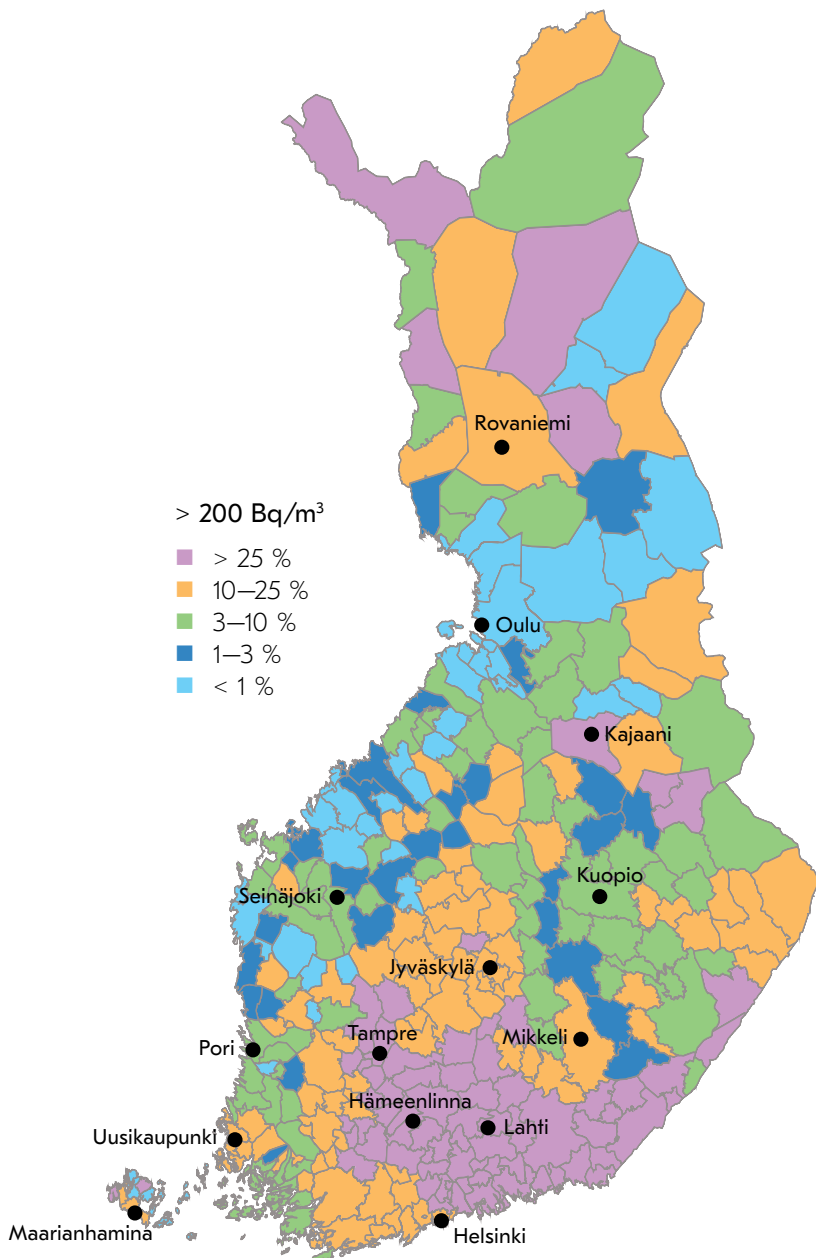 Rovaniemi
> 200 Bq/m³
> 25 %
10–25 %
3–10 %
1–3 %
< 1 %
Oulu
Kajaani
Kuopio
Seinäjoki
Jyväskylä
Mikkeli
Tampre
Pori
Hämeenlinna
Lahti
Uusikaupunki
Maarianhamina
Helsinki